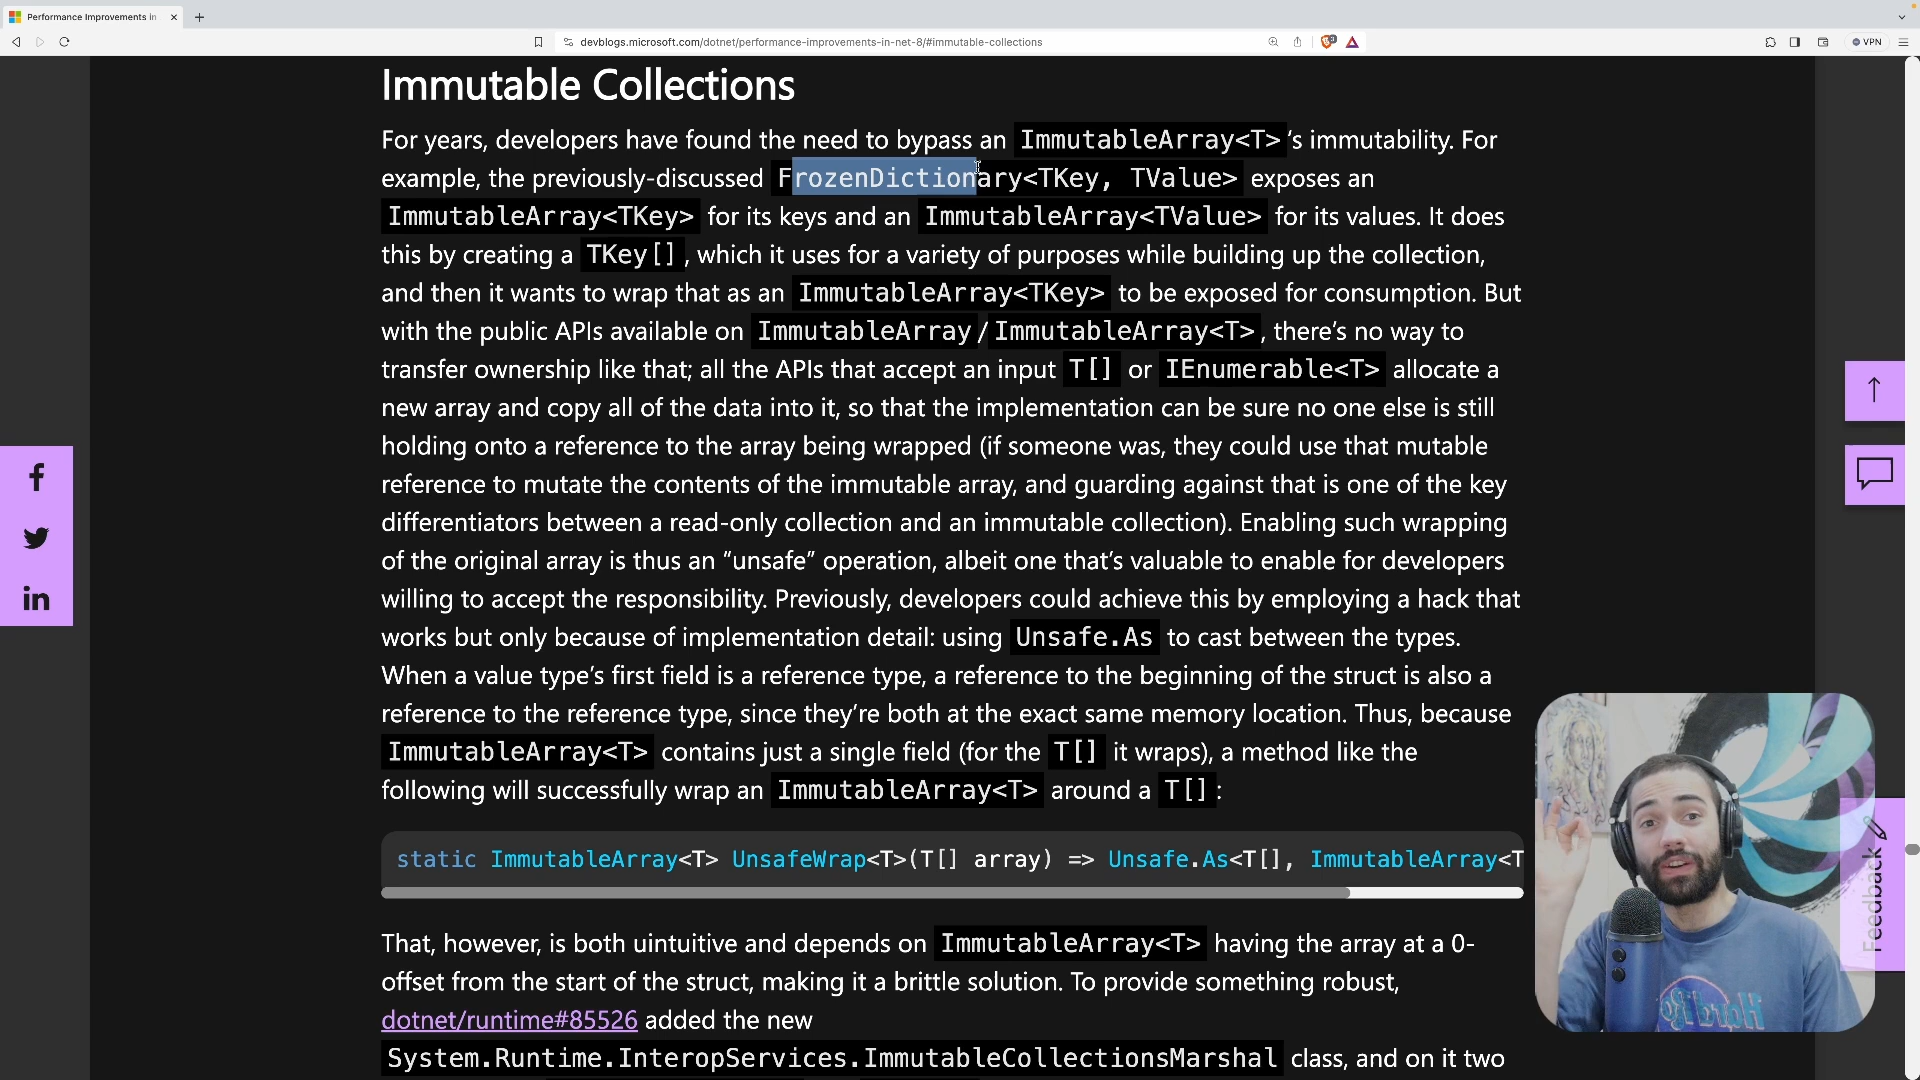 Performance Improvements in
devblogs.microsoft.com/dotnet/performance-improvements-in-net-8/#immutable-collections
VPN
Immutable Collections
For years, developers have found the need to bypass an ImmutableArray<T>’s immutability. For
example, the previously-discussed FrozenDictionary<TKey, TValue> exposes an
ImmutableArray<TKey> for its keys and an ImmutableArray<TValue> for its values. It does
this by creating a TKey[], which it uses for a variety of purposes while building up the collection,
and then it wants to wrap that as an ImmutableArray<TKey> to be exposed for consumption. But
with the public APIs available on ImmutableArray/ImmutableArray<T>, there’s no way to
transfer ownership like that; all the APIs that accept an input T[] or IEnumerable<T> allocate a
new array and copy all of the data into it, so that the implementation can be sure no one else is still
holding onto a reference to the array being wrapped (if someone was, they could use that mutable
reference to mutate the contents of the immutable array, and guarding against that is one of the key
differentiators between a read-only collection and an immutable collection). Enabling such wrapping
of the original array is thus an “unsafe” operation, albeit one that’s valuable to enable for developers
willing to accept the responsibility. Previously, developers could achieve this by employing a hack that
works but only because of implementation detail: using Unsafe.As to cast between the types.
When a value type’s first field is a reference type, a reference to the beginning of the struct is also a
reference to the reference type, since they’re both at the exact same memory location. Thus, because
ImmutableArray<T> contains just a single field (for the T[] it wraps), a method like the
following will successfully wrap an ImmutableArray<T> around a T[]:
static ImmutableArray<T> UnsafeWrap<T>(T[] array) => Unsafe.As<T[], ImmutableArray<T
That, however, is both uintuitive and depends on ImmutableArray<T> having the array at a 0-
offset from the start of the struct, making it a brittle solution. To provide something robust,
dotnet/runtime#85526 added the new
System.Runtime.InteropServices.ImmutableCollectionsMarshal class, and on it two
Feedback